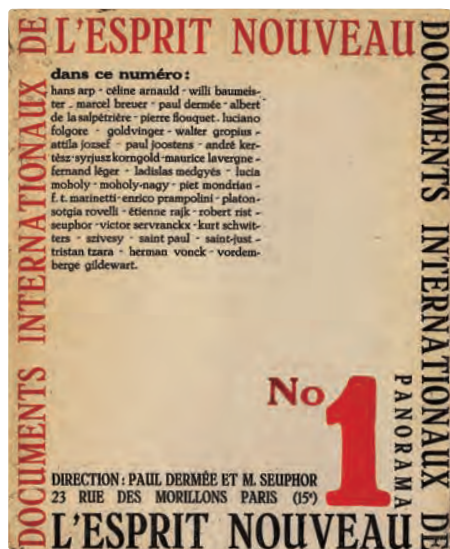 DOCUMENTS INTERNATIONAUX DE
L'ESPRIT NOUVEAU
dans ce numéro :
hans arp - céline arnauld - willi baumeis-
ter - marcel breuer - paul dermée - albert
de la salpétrière - pierre flouquet - luciano
folgore - goldvinger - walter gropius -
attila jozsef - paul joostens - andré ker-
tèsz - syrjusz korngold - maurice lavergne -
fernand léger - ladislas medgyés - lucia
moholy - moholy-nagy - piet mondrian -
f. t. marinetti - enrico prampolini - platon -
sotgia rovelli - étienne rajk - robert rist -
seuphor - victor servranckx - kurt schwit-
ters - szivesy - saint paul - saint-just -
tristan tzara - herman vonck - vordem-
berge gildewart.
No 1
PANORAMA
DIRECTION : PAUL DERMÉE ET M. SEUPHOR
23 RUE DES MORILLONS PARIS (15e)
DOCUMENTS INTERNATIONAUX DE
L'ESPRIT NOUVEAU